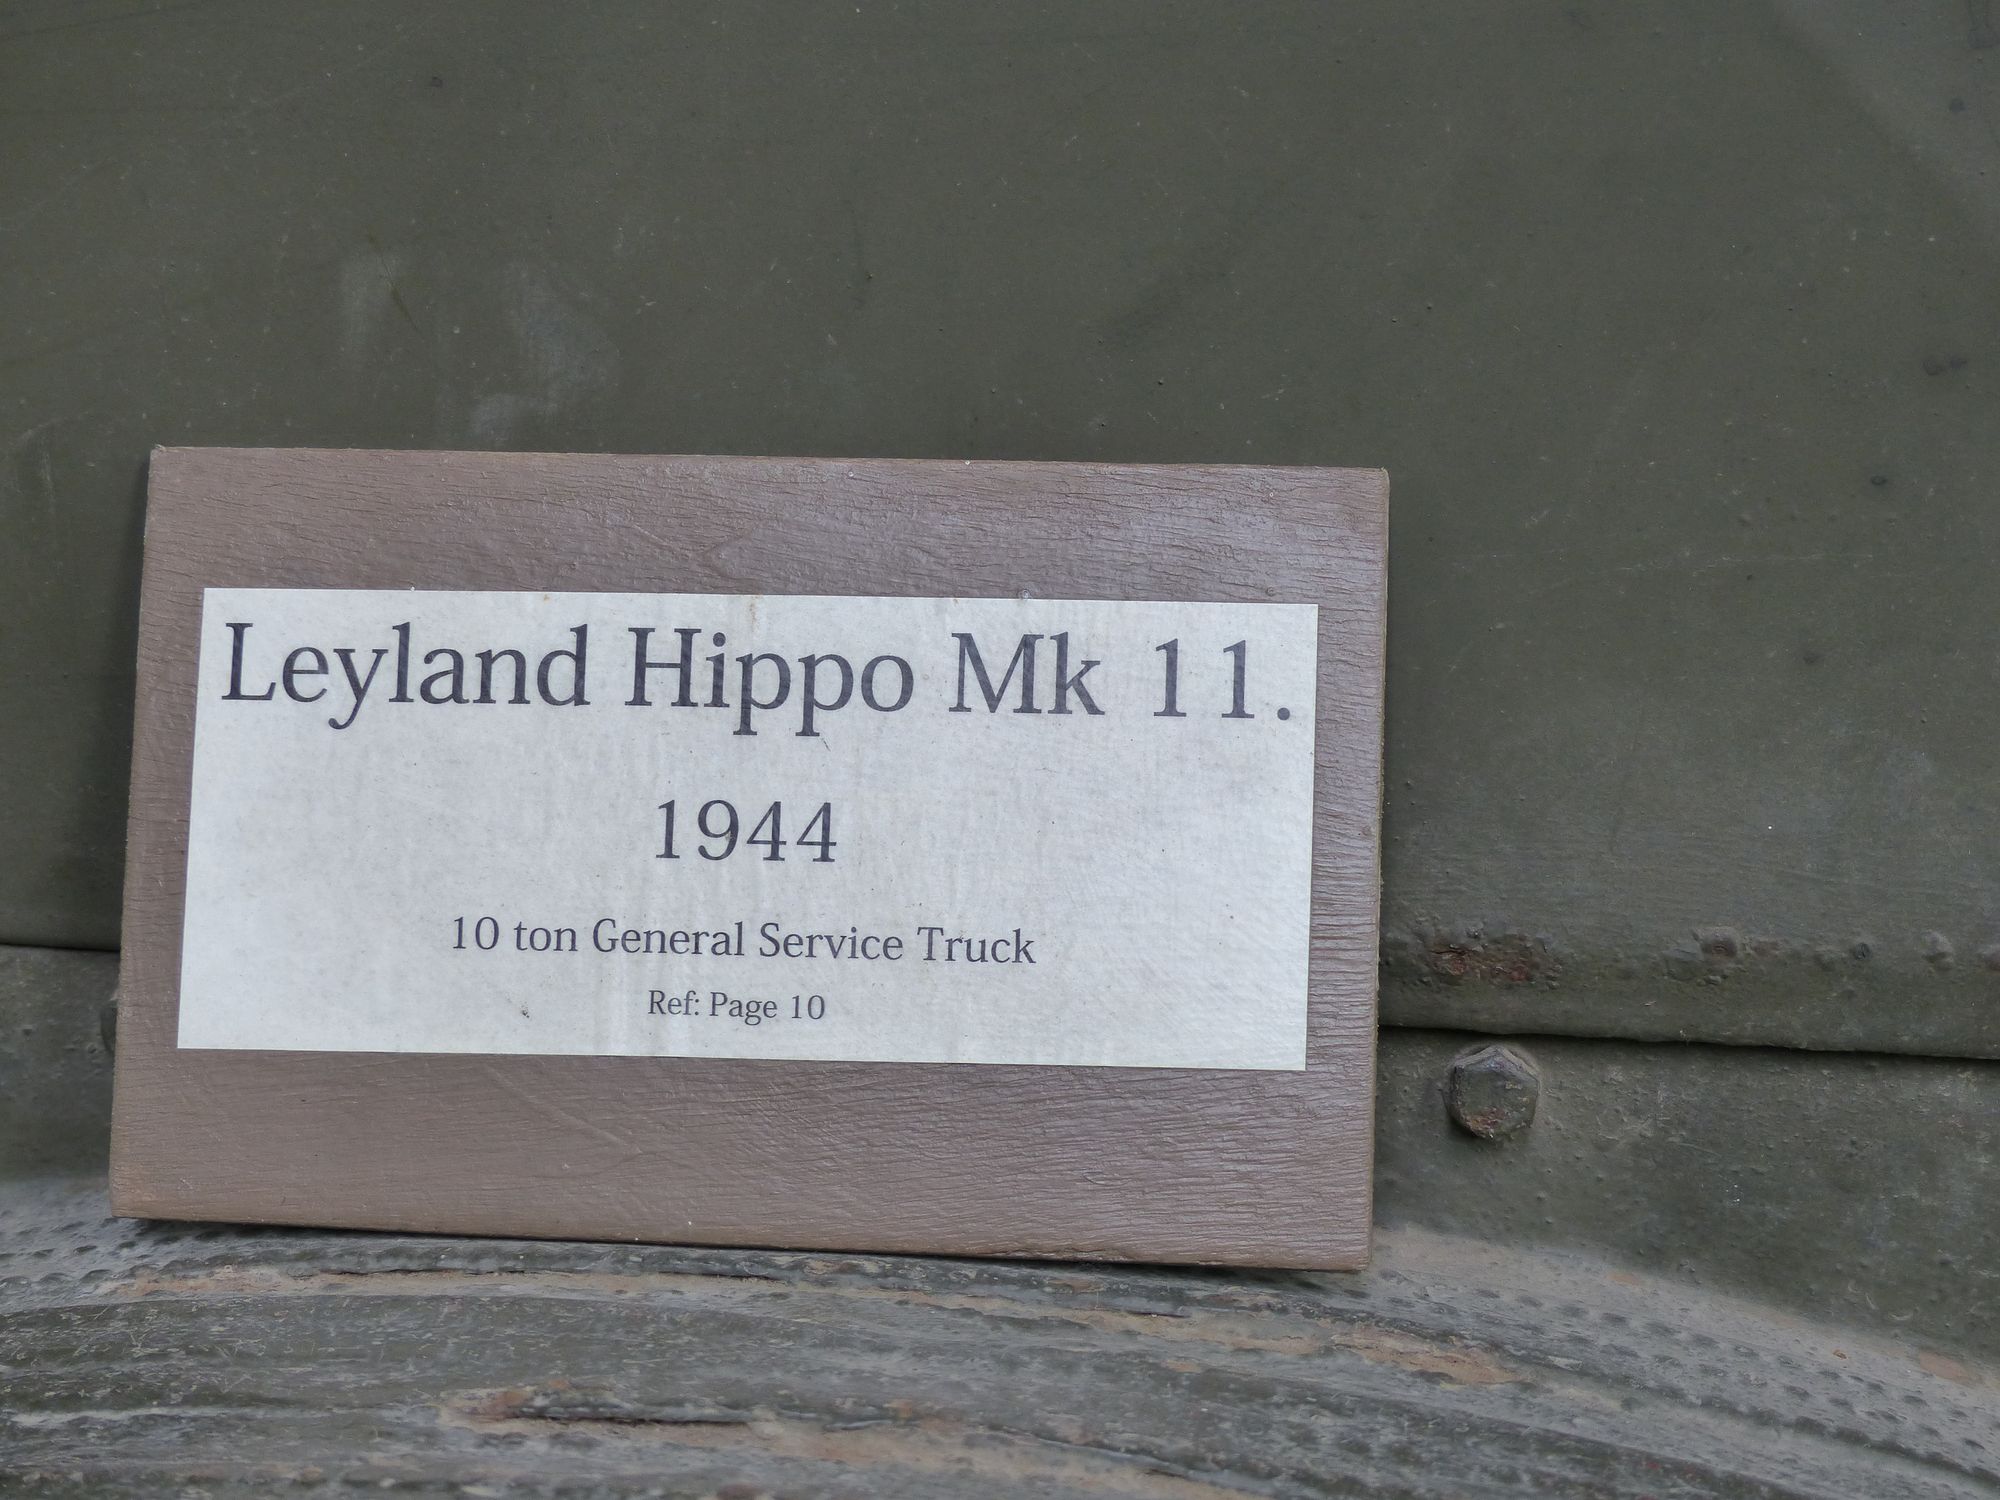 Leyland Hippo Mk 11.
1944
10 ton General Service Truck
Ref: Page 10